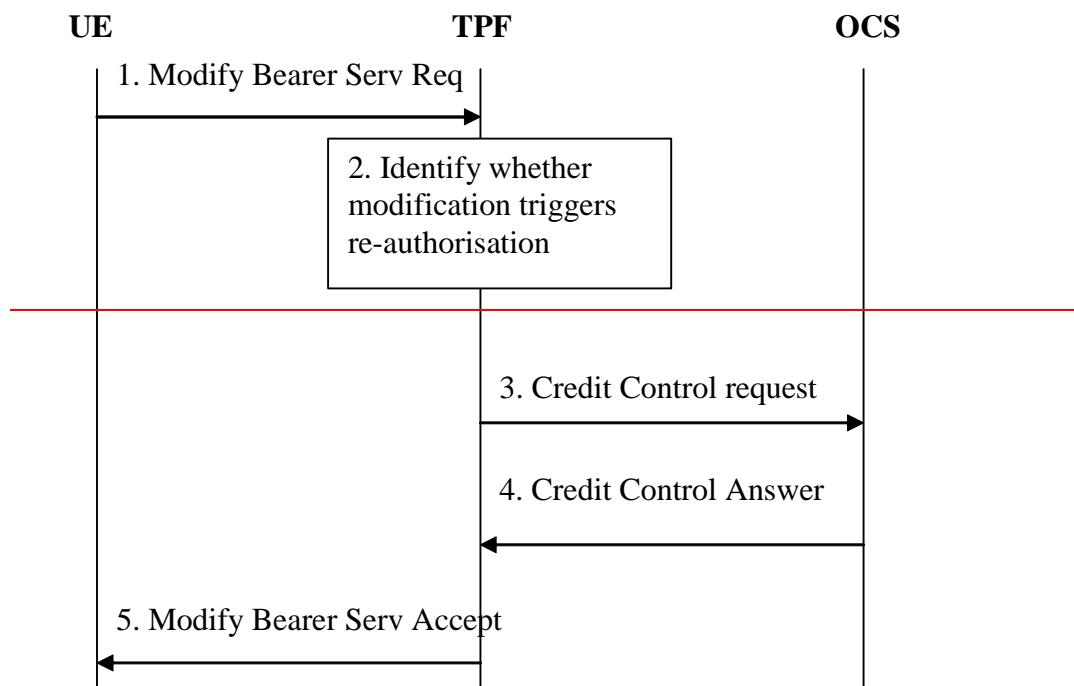 UE TPF OCS
1. Modify Bearer Serv Req
2. Identify whether
modification triggers
re-authorisation
3. Credit Control request
4. Credit Control Answer
5. Modify Bearer Serv Accept